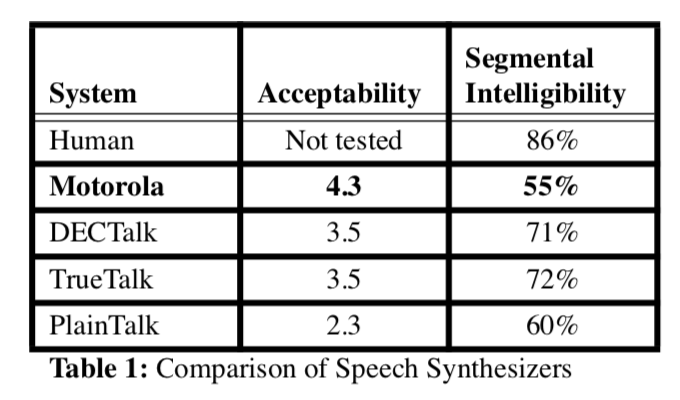 System Acceptability Segmental Intelligibility
Human Not tested 86%
Motorola 4.3 55%
DECTalk 3.5 71%
TrueTalk 3.5 72%
PlainTalk 2.3 60%
Table 1: Comparison of Speech Synthesizers